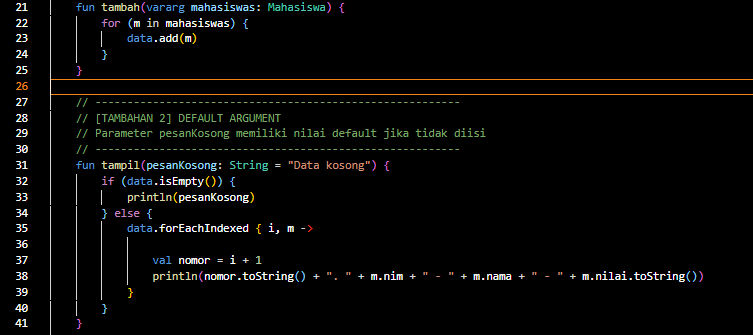 21 fun tambah(vararg mahasiswas: Mahasiswa) {
22 for (m in mahasiswas) {
23 data.add(m)
24 }
25 }
26
27 // ---------------------------------------------------------
28 // [TAMBAHAN 2] DEFAULT ARGUMENT
29 // Parameter pesanKosong memiliki nilai default jika tidak diisi
30 // ---------------------------------------------------------
31 fun tampil(pesanKosong: String = "Data kosong") {
32 if (data.isEmpty()) {
33 println(pesanKosong)
34 } else {
35 data.forEachIndexed { i, m ->
36
37 val nomor = i + 1
38 println(nomor.toString() + ". " + m.nim + " - " + m.nama + " - " + m.nilai.toString())
39 }
40 }
41 }